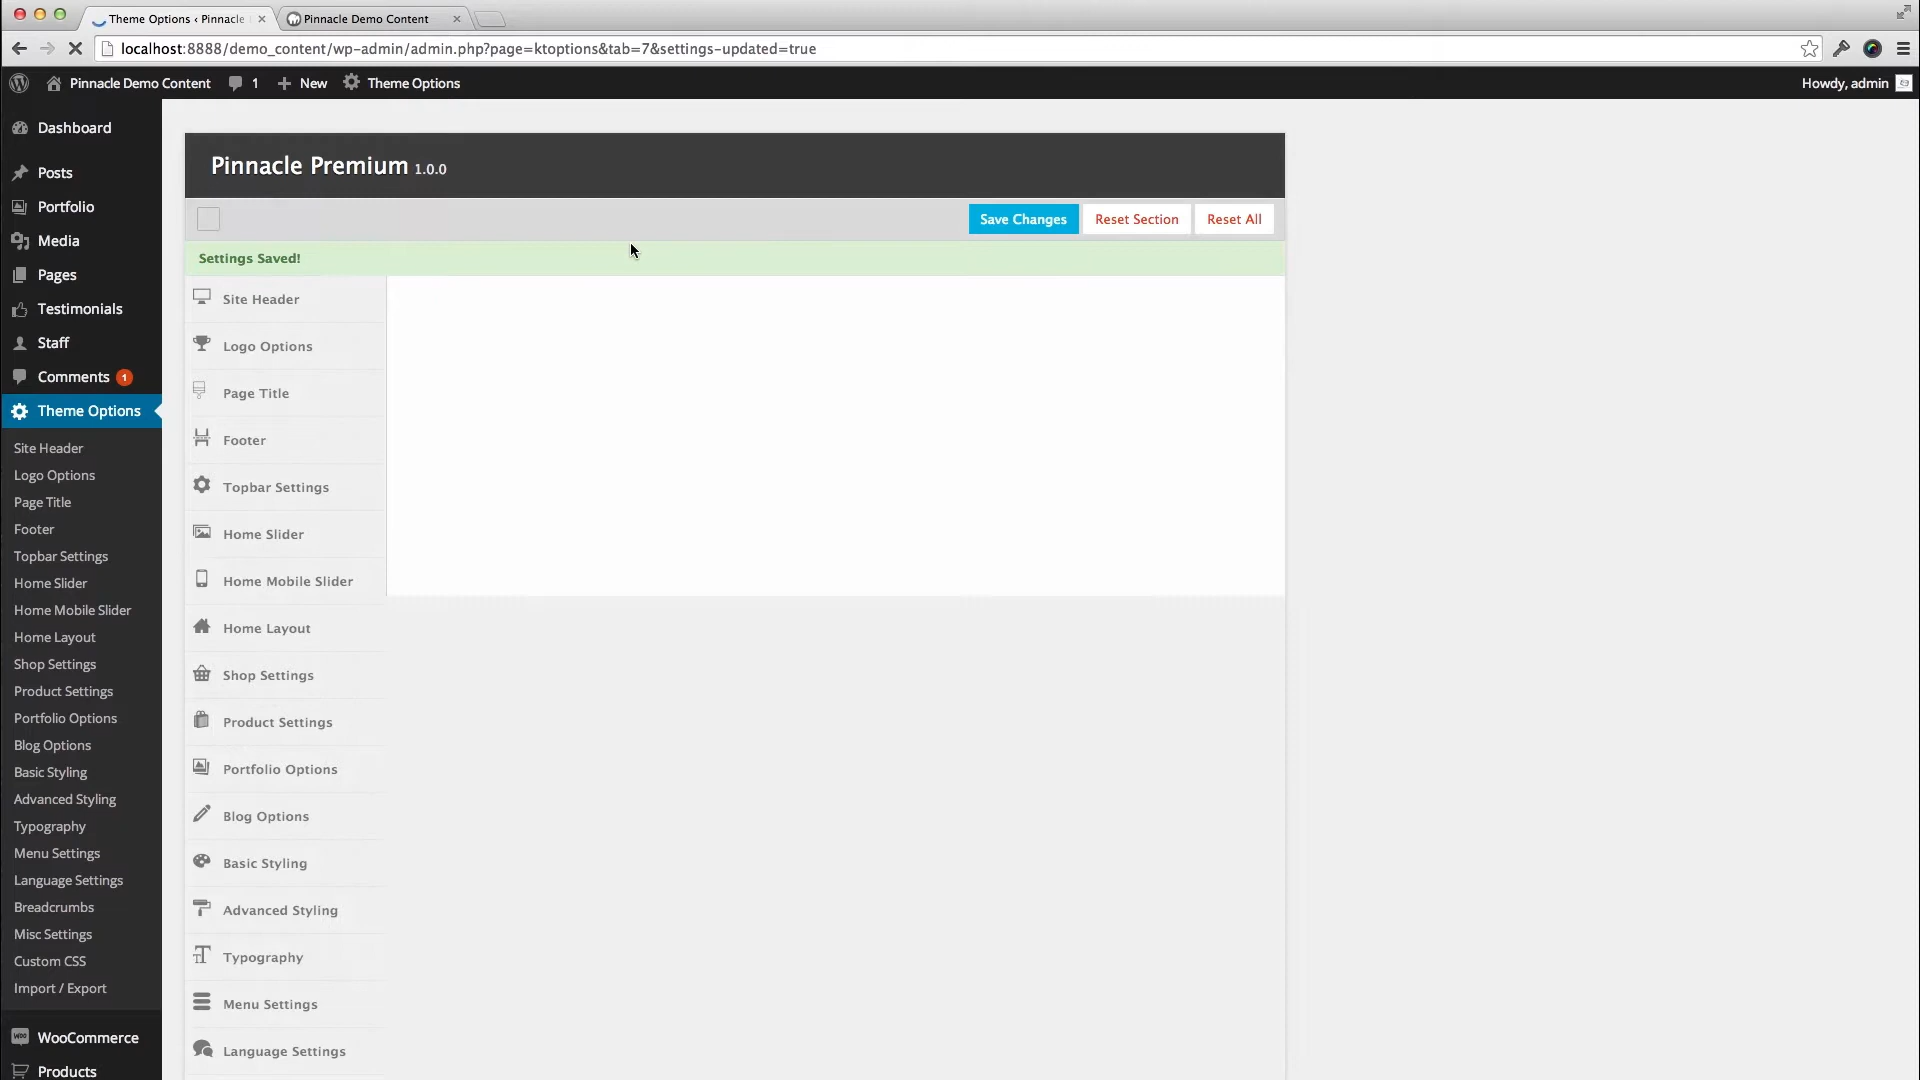 Theme Options ‹ Pinnacle
Pinnacle Demo Content
localhost:8888/demo_content/wp-admin/admin.php?page=ktoptions&tab=7&settings-updated=true
Pinnacle Demo Content 1 New Theme Options Howdy, admin
Dashboard
Posts
Portfolio
Media
Pages
Testimonials
Staff
Comments 1
Theme Options
Site Header
Logo Options
Page Title
Footer
Topbar Settings
Home Slider
Home Mobile Slider
Home Layout
Shop Settings
Product Settings
Portfolio Options
Blog Options
Basic Styling
Advanced Styling
Typography
Menu Settings
Language Settings
Breadcrumbs
Misc Settings
Custom CSS
Import / Export
WooCommerce
Products
Pinnacle Premium 1.0.0
Save Changes Reset Section Reset All
Settings Saved!
Site Header
Logo Options
Page Title
Footer
Topbar Settings
Home Slider
Home Mobile Slider
Home Layout
Shop Settings
Product Settings
Portfolio Options
Blog Options
Basic Styling
Advanced Styling
Typography
Menu Settings
Language Settings